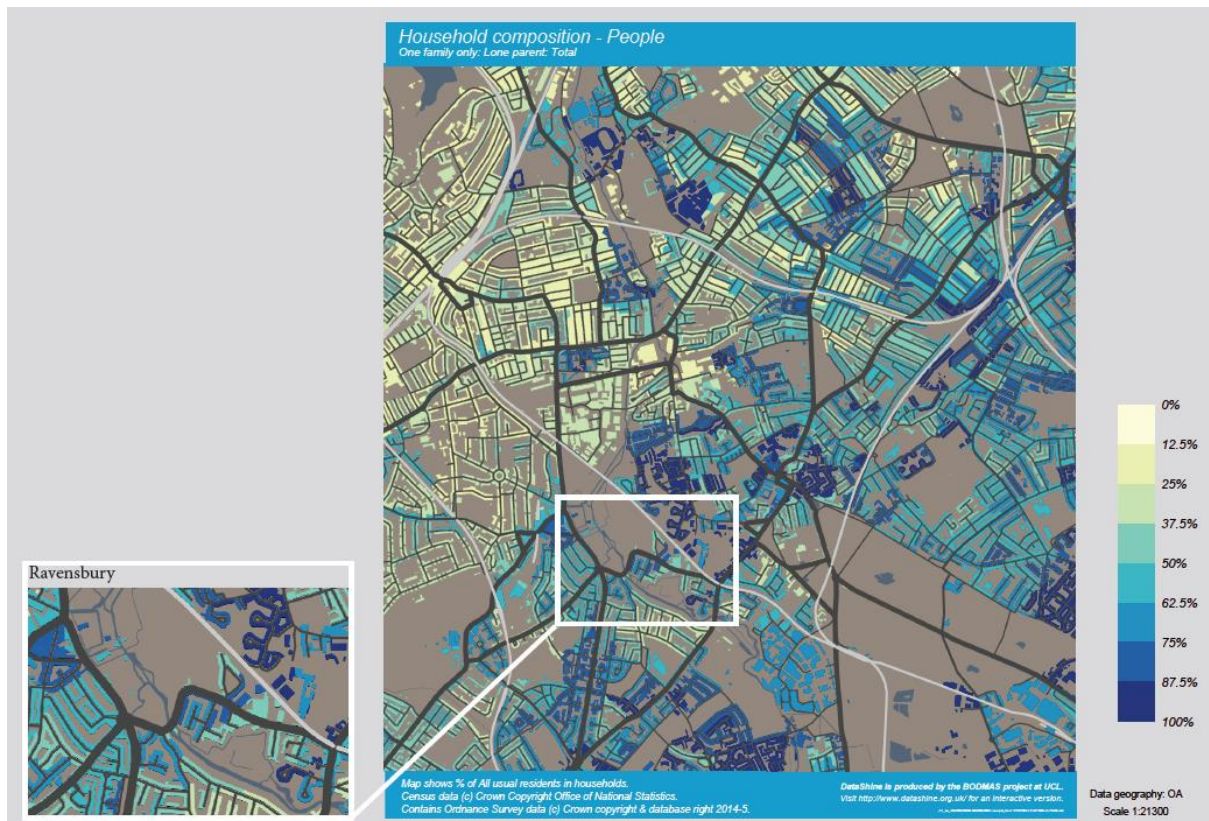 Household composition - People
One family only: Lone parent: Total
0%
12.5%
25%
37.5%
50%
62.5%
75%
87.5%
100%
Ravensbury
Map shows % of All usual residents in households.
Census data (c) Crown Copyright Office of National Statistics.
Contains Ordnance Survey data (c) Crown copyright & database right 2014-5.
DataShine is produced by the BODMAS project at UCL.
Visit http://www.datashine.org.uk/ for an interactive version.
Data geography: OA
Scale 1:21300